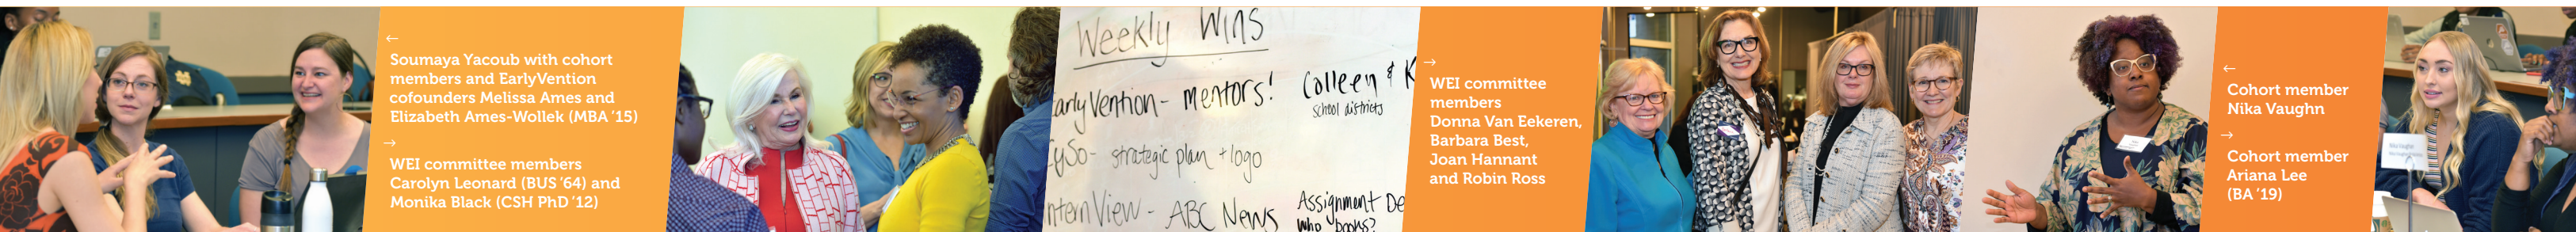 ←
Soumaya Yacoub with cohort
members and EarlyVention
cofounders Melissa Ames and
Elizabeth Ames-Wollek (MBA ’15)
→
WEI committee members
Carolyn Leonard (BUS ’64) and
Monika Black (CSH PhD ’12)
Weekly Wins
arlyVention - mentors! Colleen & K
school districts
CySo - strategic plan + logo
nternView - ABC News Assignment De
Who books?
→
WEI committee
members
Donna Van Eekeren,
Barbara Best,
Joan Hannant
and Robin Ross
←
Cohort member
Nika Vaughn
→
Cohort member
Ariana Lee
(BA ’19)